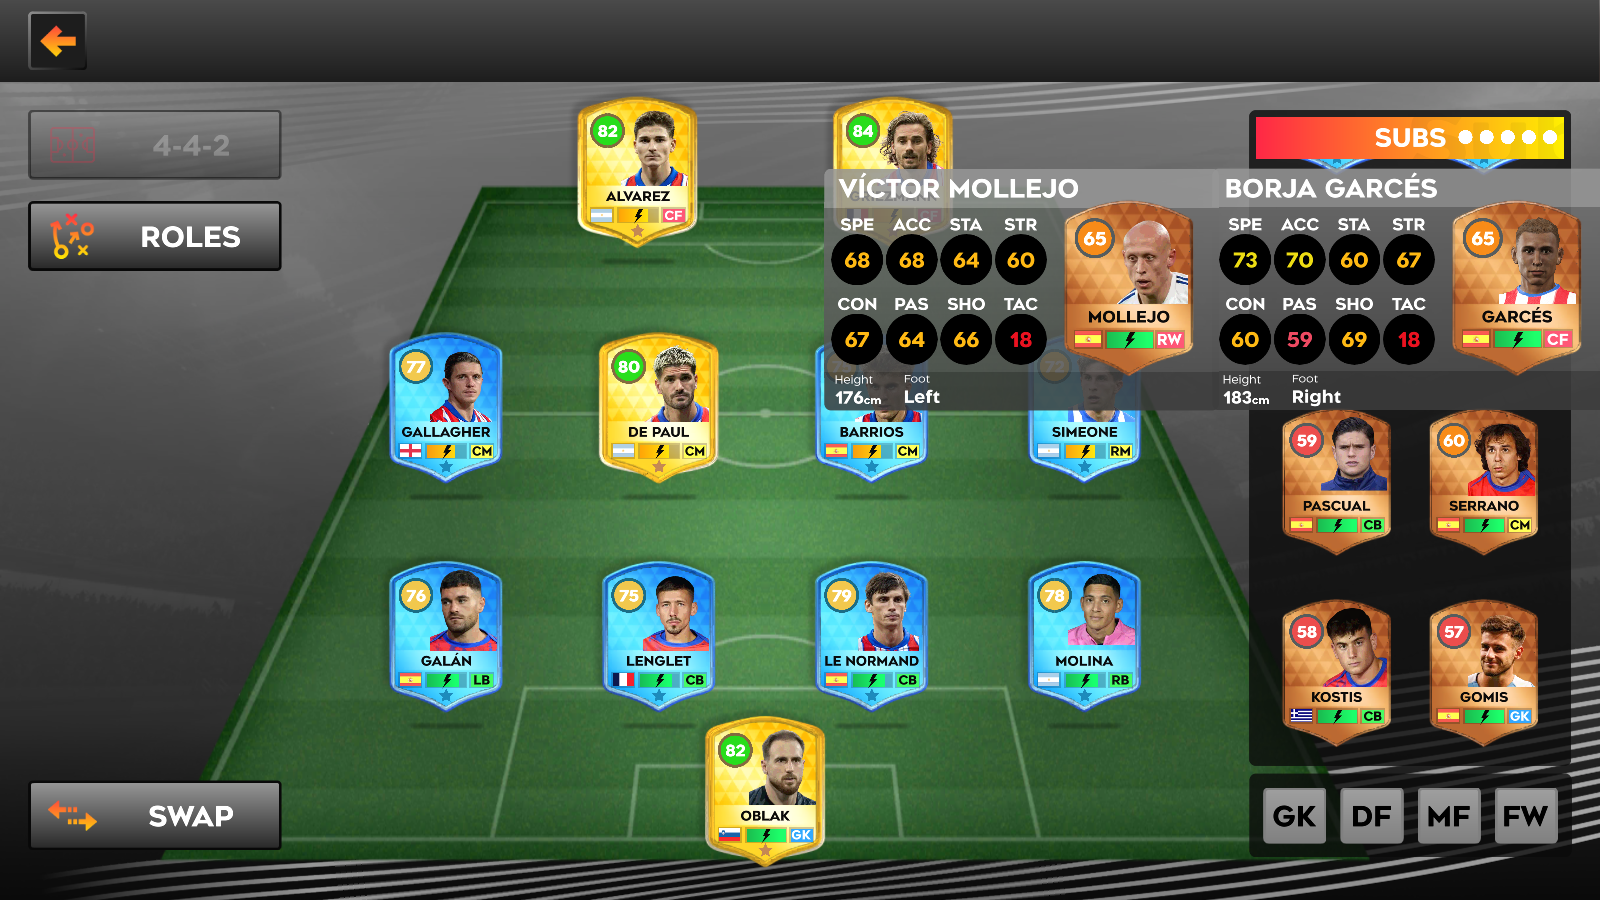 4-4-2
ROLES
SWAP
82
ALVAREZ
CF
84
GRIEZMANN
CF
SUBS
VÍCTOR MOLLEJO
SPE ACC STA STR
68 68 64 60
CON PAS SHO TAC
67 64 66 18
Height Foot
176cm Left
65
MOLLEJO
RW
BORJA GARCÉS
SPE ACC STA STR
73 70 60 67
CON PAS SHO TAC
60 59 69 18
Height Foot
183cm Right
65
GARCÉS
CF
77
GALLAGHER
CM
80
DE PAUL
CM
BARRIOS
CM
72
SIMEONE
RM
59
PASCUAL
CB
60
SERRANO
CM
76
GALÁN
LB
75
LENGLET
CB
79
LE NORMAND
CB
78
MOLINA
RB
58
KOSTIS
CB
57
GOMIS
GK
82
OBLAK
GK
GK DF MF FW